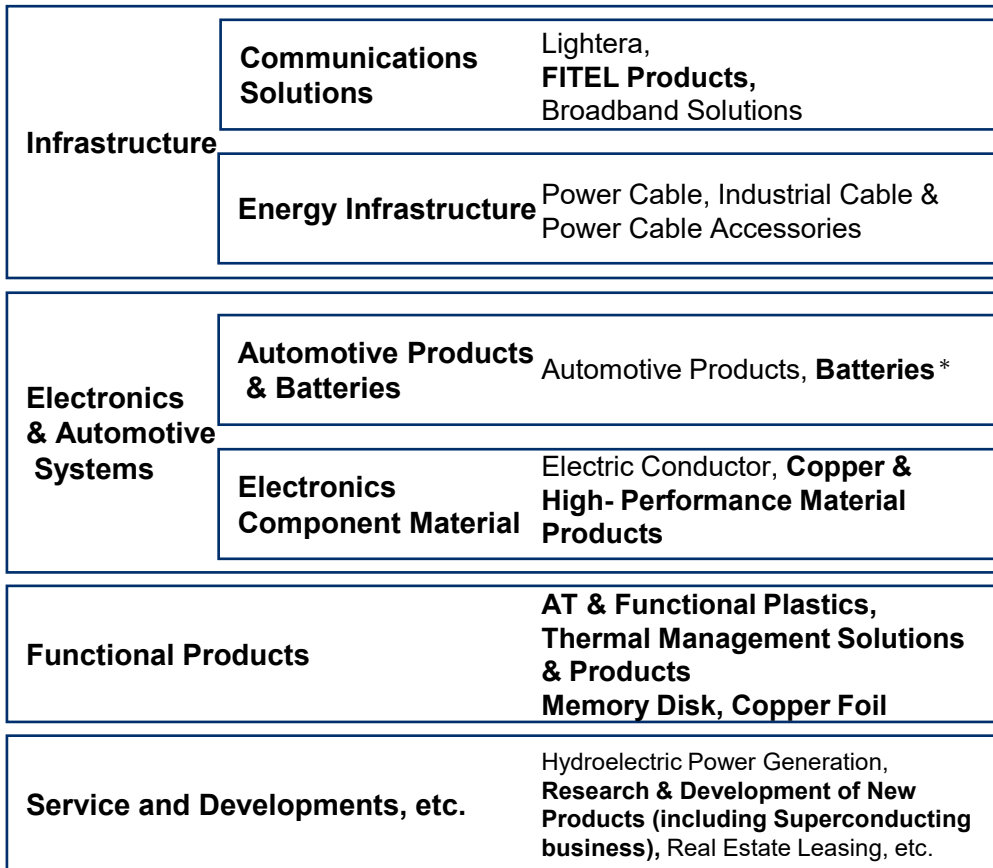 Infrastructure
Communications
Solutions
Lightera,
FITEL Products,
Broadband Solutions
Energy Infrastructure
Power Cable, Industrial Cable &
Power Cable Accessories
Electronics
& Automotive
Systems
Automotive Products
& Batteries
Automotive Products, Batteries*
Electronics
Component Material
Electric Conductor, Copper &
High- Performance Material
Products
Functional Products
AT & Functional Plastics,
Thermal Management Solutions
& Products
Memory Disk, Copper Foil
Service and Developments, etc.
Hydroelectric Power Generation,
Research & Development of New
Products (including Superconducting
business), Real Estate Leasing, etc.